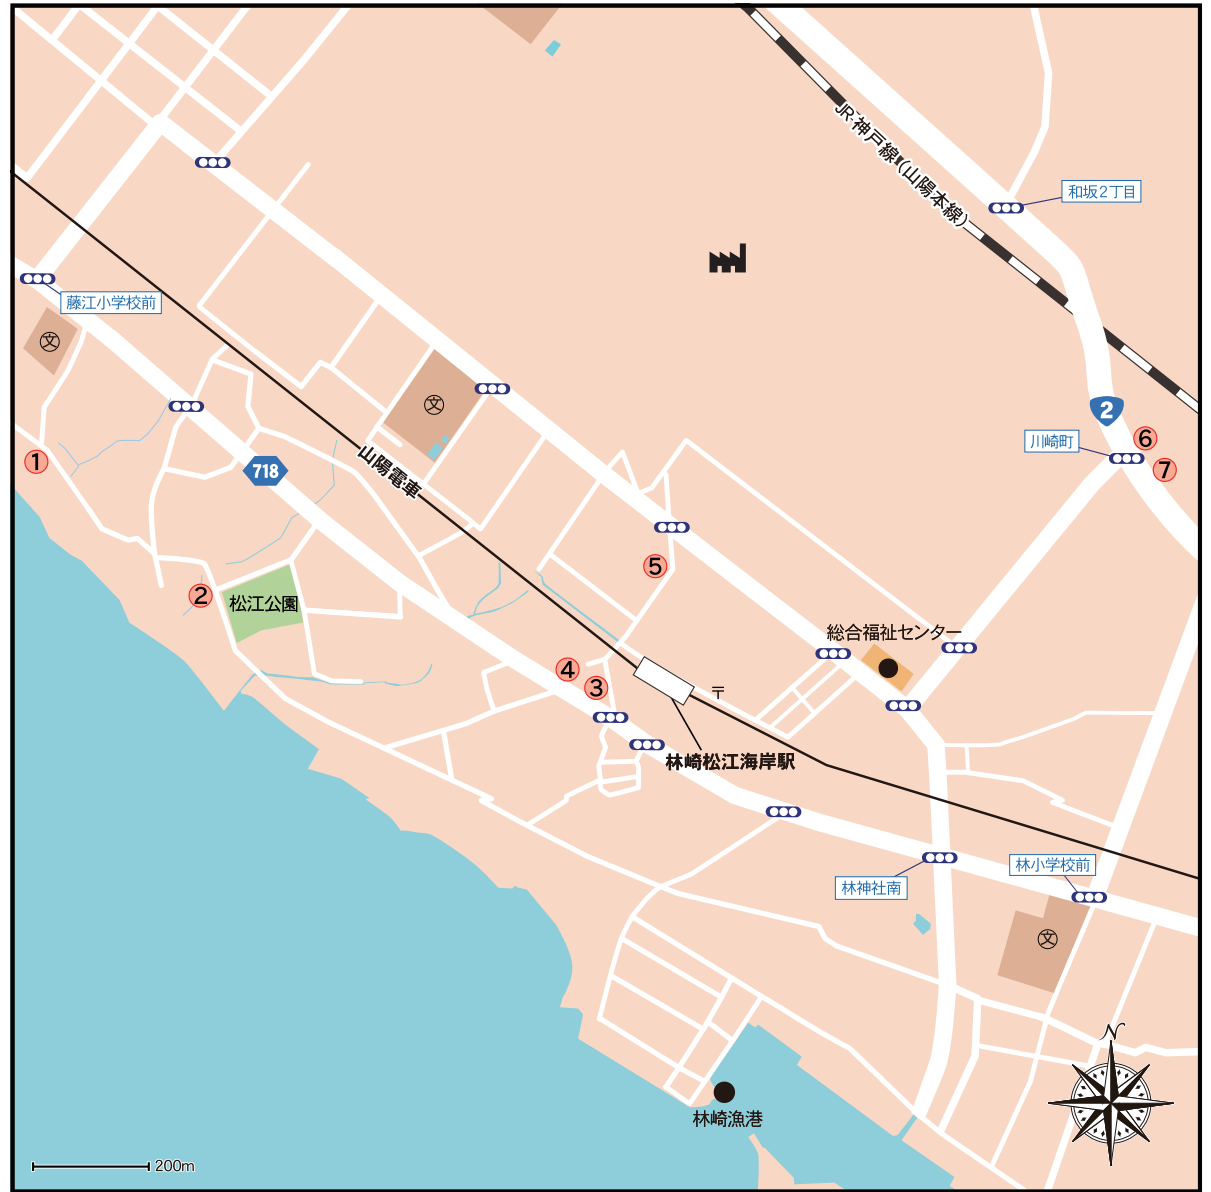 JR神戸線(山陽本線)
和坂2丁目
藤江小学校前
文
文
2
川崎町
6
7
1
718
山陽電車
5
2
松江公園
総合福祉センター
4
3
〒
林崎松江海岸駅
林小学校前
林神社南
文
N
林崎漁港
200m